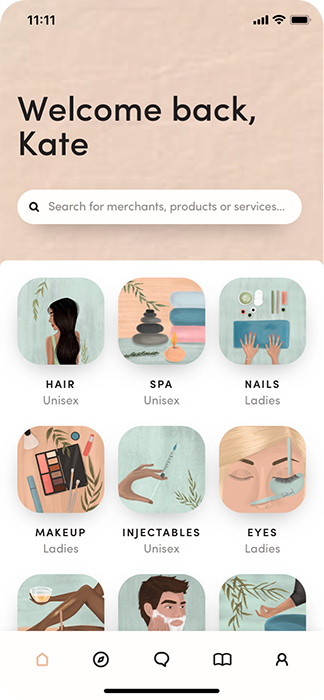 11:11
Welcome back,
Kate
Search for merchants, products or services...
HAIR
Unisex
SPA
Unisex
NAILS
Ladies
MAKEUP
Ladies
INJECTABLES
Unisex
EYES
Ladies